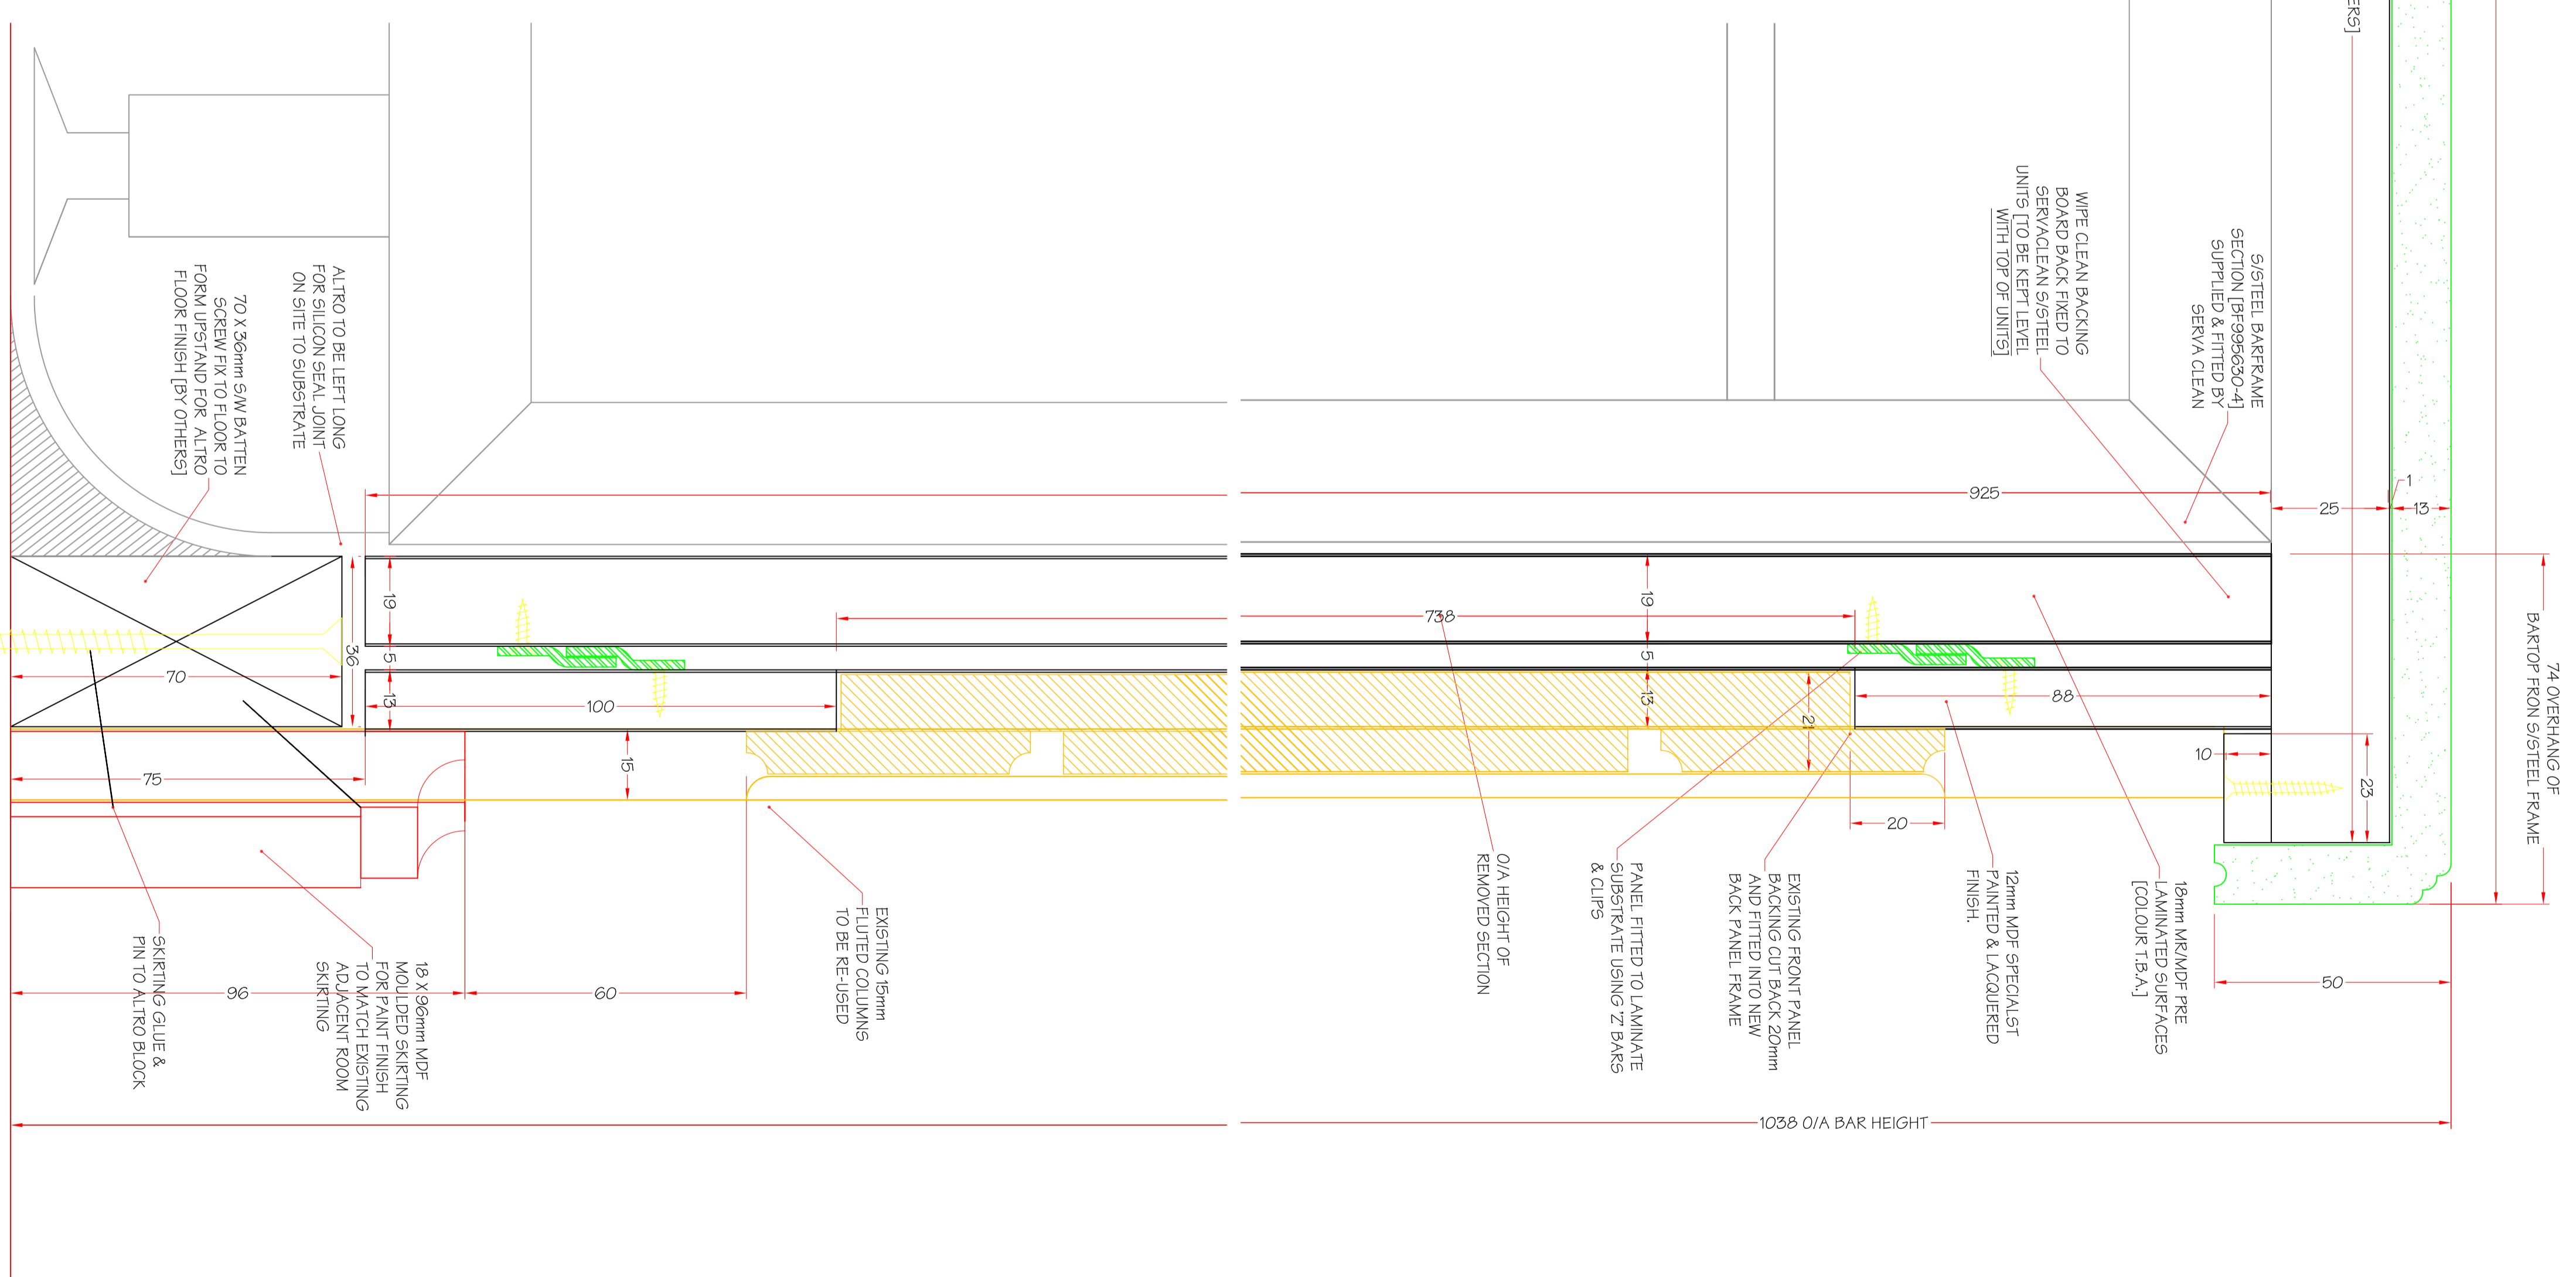 ERS]
S/STEEL BARFRAME
SECTION [BF995630-4]
SUPPLIED & FITTED BY
SERVA CLEAN
WIPE CLEAN BACKING
BOARD BACK FIXED TO
SERVACLEAN S/STEEL
UNITS [TO BE KEPT LEVEL
WITH TOP OF UNITS]
ALTRO TO BE LEFT LONG
FOR SILICON SEAL JOINT
ON SITE TO SUBSTRATE
70 X 36mm S/W BATTEN
SCREW FIX TO FLOOR TO
FORM UPSTAND FOR ALTRO
FLOOR FINISH [BY OTHERS]
925
25
1
13
74 OVERHANG OF
BARTOP FRON S/STEEL FRAME
19
5
13
36
70
100
738
19
5
13
21
88
10
23
75
15
20
96
60
50
18mm MR/MDF PRE
LAMINATED SURFACES
[COLOUR T.B.A.]
12mm MDF SPECIALST
PAINTED & LACQUERED
FINISH.
EXISTING FRONT PANEL
BACKING CUT BACK 20mm
AND FITTED INTO NEW
BACK PANEL FRAME
PANEL FITTED TO LAMINATE
SUBSTRATE USING 'Z' BARS
& CLIPS
O/A HEIGHT OF
REMOVED SECTION
EXISTING 15mm
FLUTED COLUMNS
TO BE RE-USED
18 X 96mm MDF
MOULDED SKIRTING
FOR PAINT FINISH
TO MATCH EXISTING
ADJACENT ROOM
SKIRTING
SKIRTING GLUE &
PIN TO ALTRO BLOCK
1038 O/A BAR HEIGHT